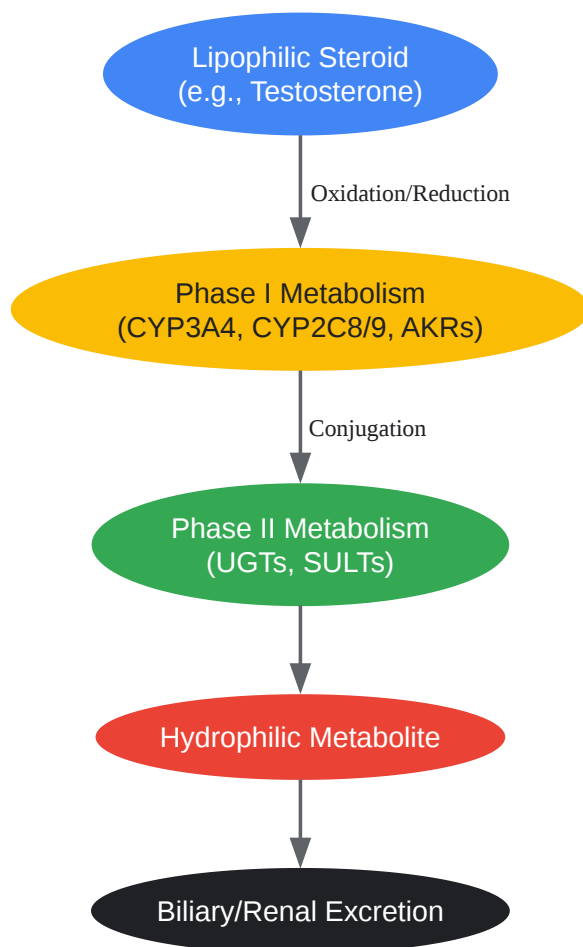 Lipophilic Steroid
(e.g., Testosterone)
Oxidation/Reduction
Phase I Metabolism
(CYP3A4, CYP2C8/9, AKRs)
Conjugation
Phase II Metabolism
(UGTs, SULTs)
Hydrophilic Metabolite
Biliary/Renal Excretion